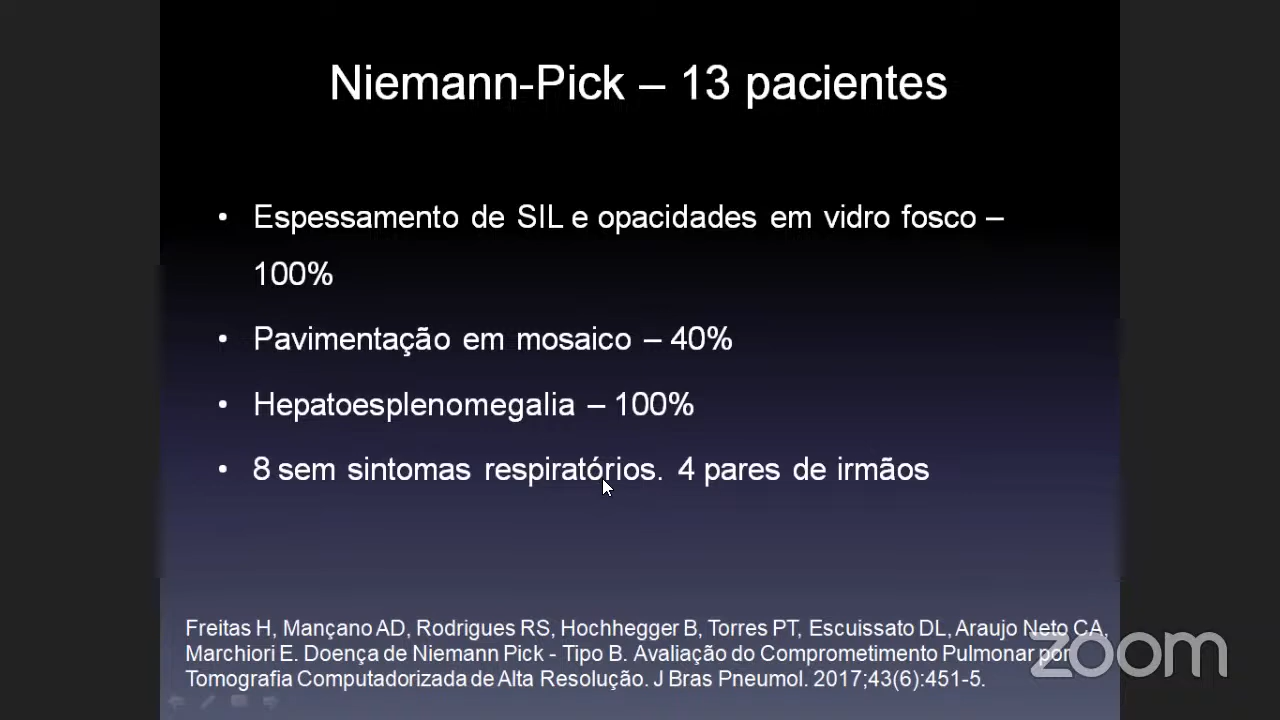 Niemann-Pick – 13 pacientes
• Espessamento de SIL e opacidades em vidro fosco –
100%
• Pavimentação em mosaico – 40%
• Hepatoesplenomegalia – 100%
• 8 sem sintomas respiratórios. 4 pares de irmãos
Freitas H, Mançano AD, Rodrigues RS, Hochhegger B, Torres PT, Escuissato DL, Araujo Neto CA,
Marchiori E. Doença de Niemann Pick - Tipo B. Avaliação do Comprometimento Pulmonar por
Tomografia Computadorizada de Alta Resolução. J Bras Pneumol. 2017;43(6):451-5.
zoom